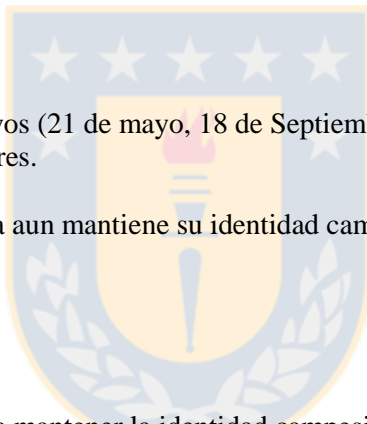 vos (21 de mayo, 18 de Septiemb
res.
a aun mantiene su identidad cam
mantener la identidad campesi